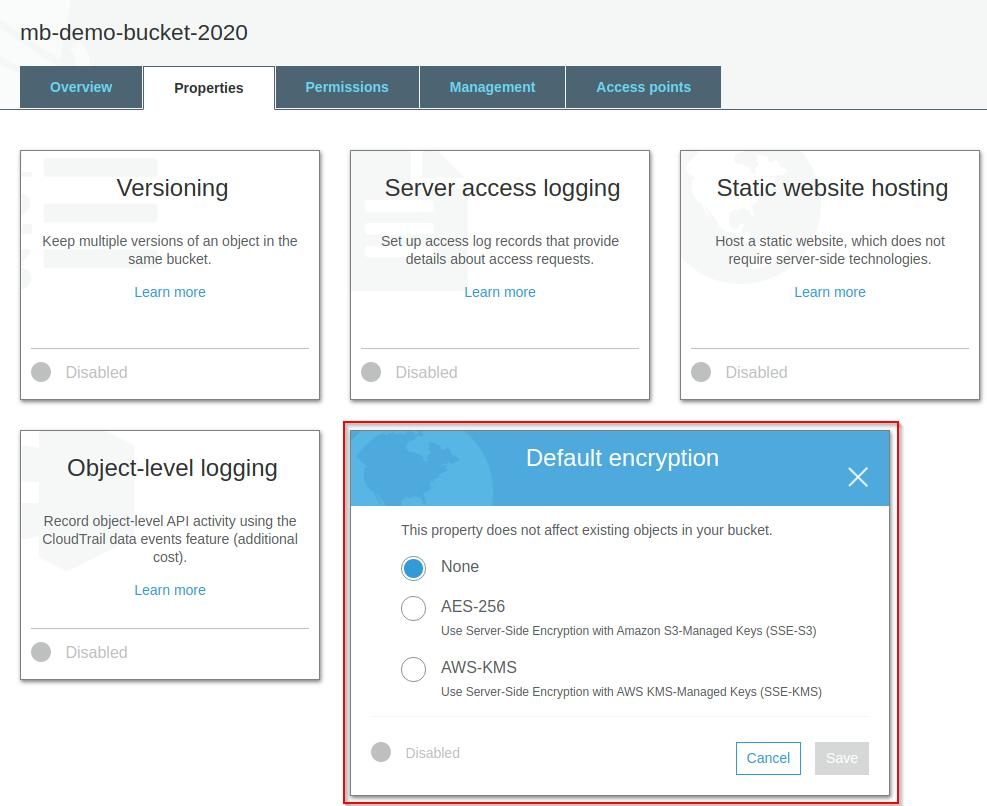 mb-demo-bucket-2020
Overview
Properties
Permissions
Management
Access points
Versioning
Keep multiple versions of an object in the
same bucket.
Learn more
Disabled
Server access logging
Set up access log records that provide
details about access requests.
Learn more
Disabled
Static website hosting
Host a static website, which does not
require server-side technologies.
Learn more
Disabled
Object-level logging
Record object-level API activity using the
CloudTrail data events feature (additional
cost).
Learn more
Disabled
Default encryption
This property does not affect existing objects in your bucket.
None
AES-256
Use Server-Side Encryption with Amazon S3-Managed Keys (SSE-S3)
AWS-KMS
Use Server-Side Encryption with AWS KMS-Managed Keys (SSE-KMS)
Disabled
Cancel
Save